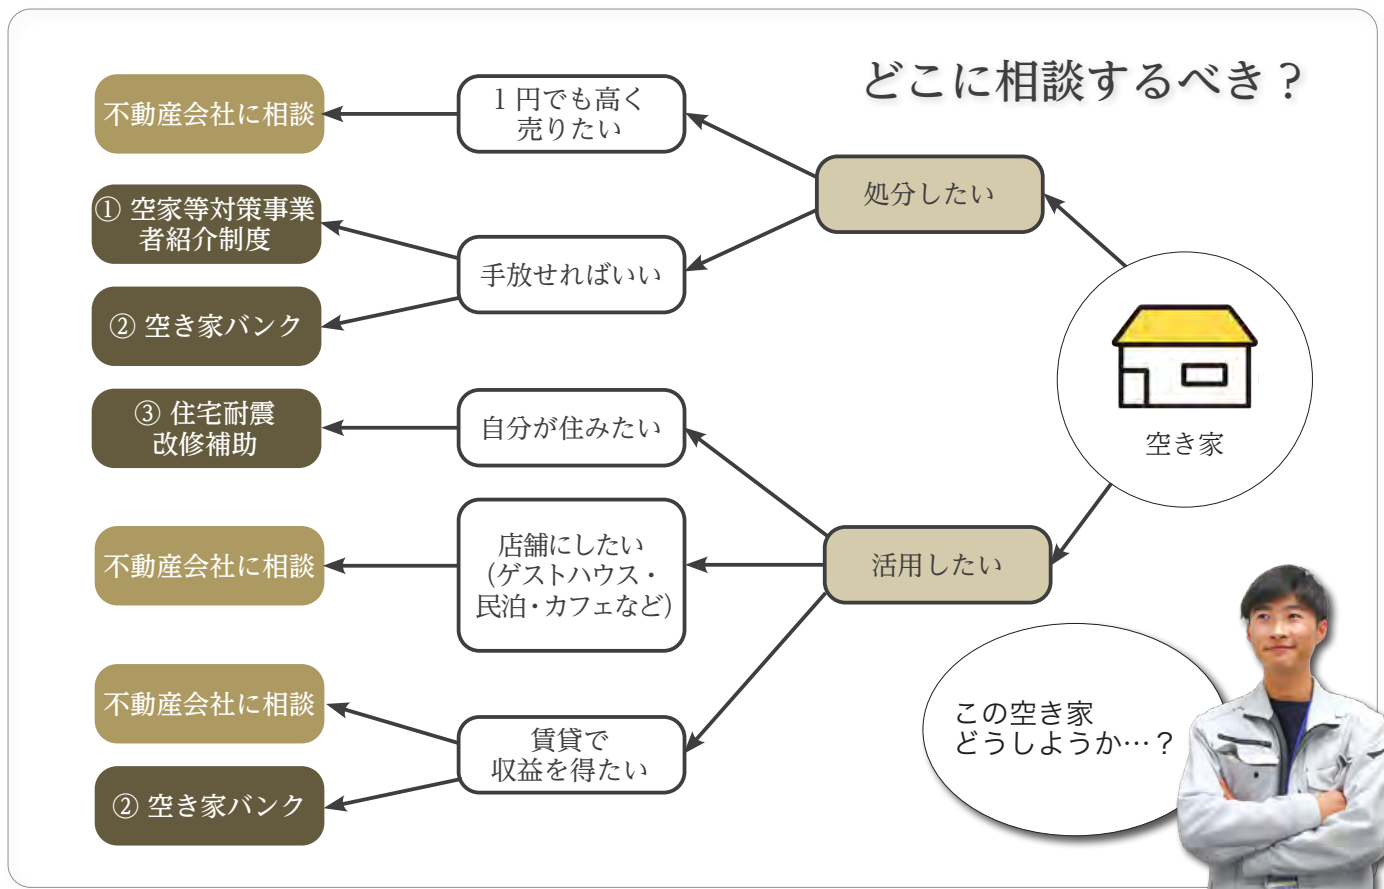 どこに相談するべき？
不動産会社に相談
1円でも高く
売りたい
処分したい
① 空家等対策事業
者紹介制度
手放せればいい
② 空き家バンク
空き家
③ 住宅耐震
改修補助
自分が住みたい
活用したい
不動産会社に相談
店舗にしたい
（ゲストハウス・
民泊・カフェなど）
不動産会社に相談
賃貸で
収益を得たい
② 空き家バンク
この空き家
どうしようか…？